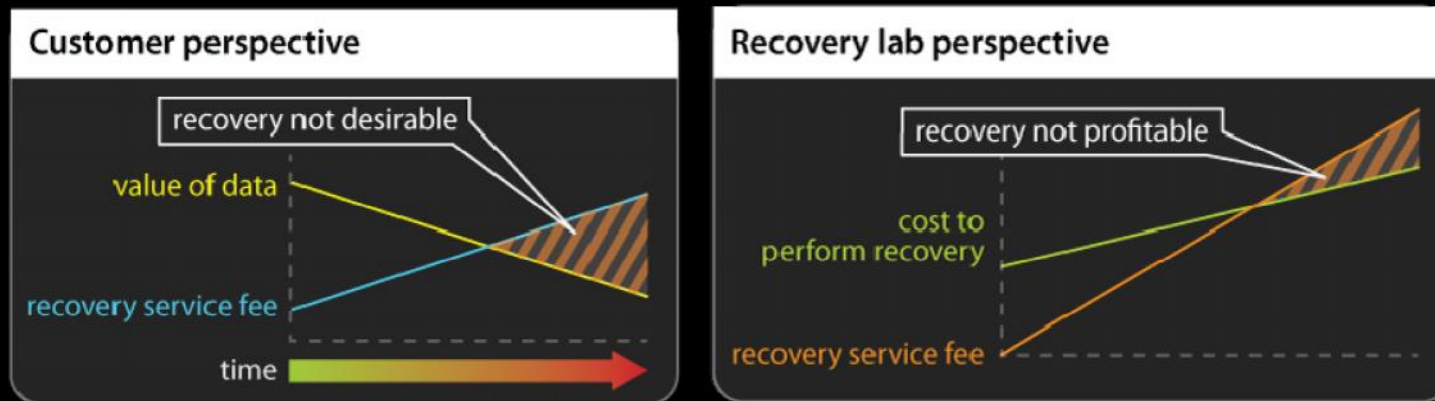 Customer perspective
recovery not desirable
value of data
recovery service fee
time
Recovery lab perspective
recovery not profitable
cost to
perform recovery
recovery service fee